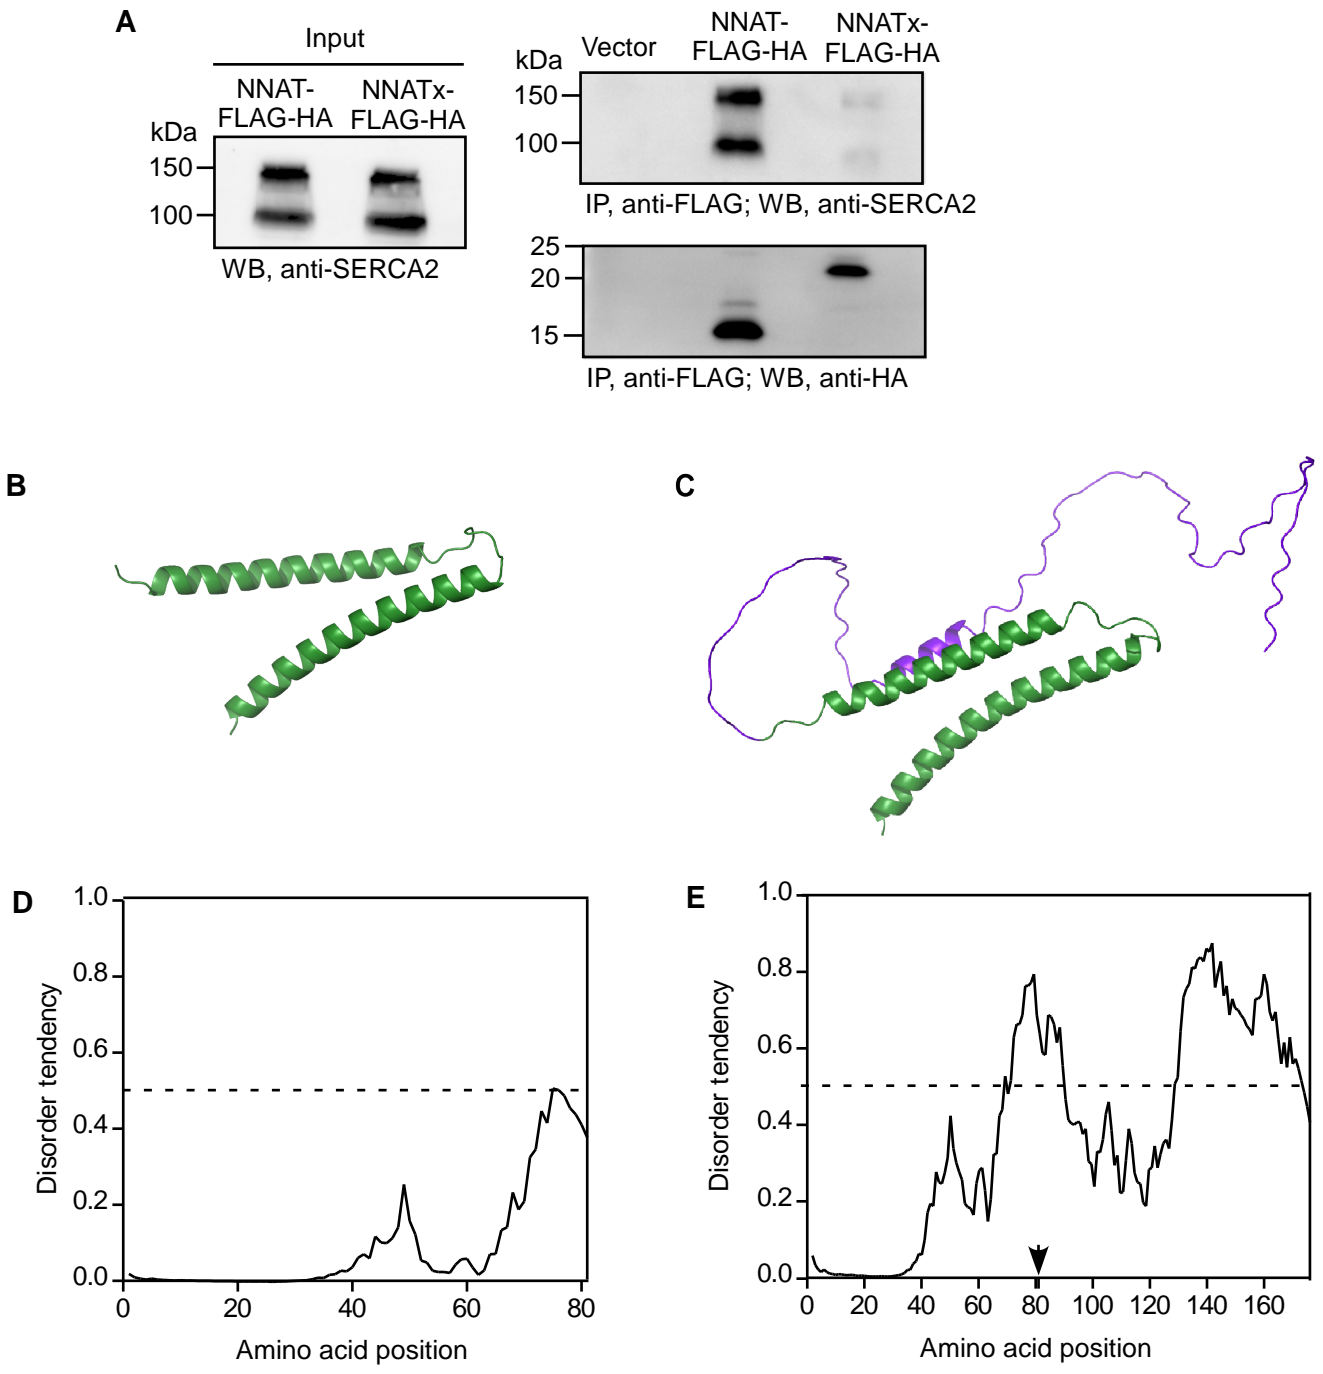 A
Input
NNAT-
FLAG-HA
NNATx-
FLAG-HA
kDa
150
100
WB, anti-SERCA2
kDa
Vector
NNAT-
FLAG-HA
NNATx-
FLAG-HA
150
100
IP, anti-FLAG; WB, anti-SERCA2
25
20
15
IP, anti-FLAG; WB, anti-HA
B
C
D
1.0
0.8
0.6
0.4
0.2
0.0
Disorder tendency
0 20 40 60 80
Amino acid position
E
1.0
0.8
0.6
0.4
0.2
0.0
Disorder tendency
0 20 40 60 80 100 120 140 160
Amino acid position